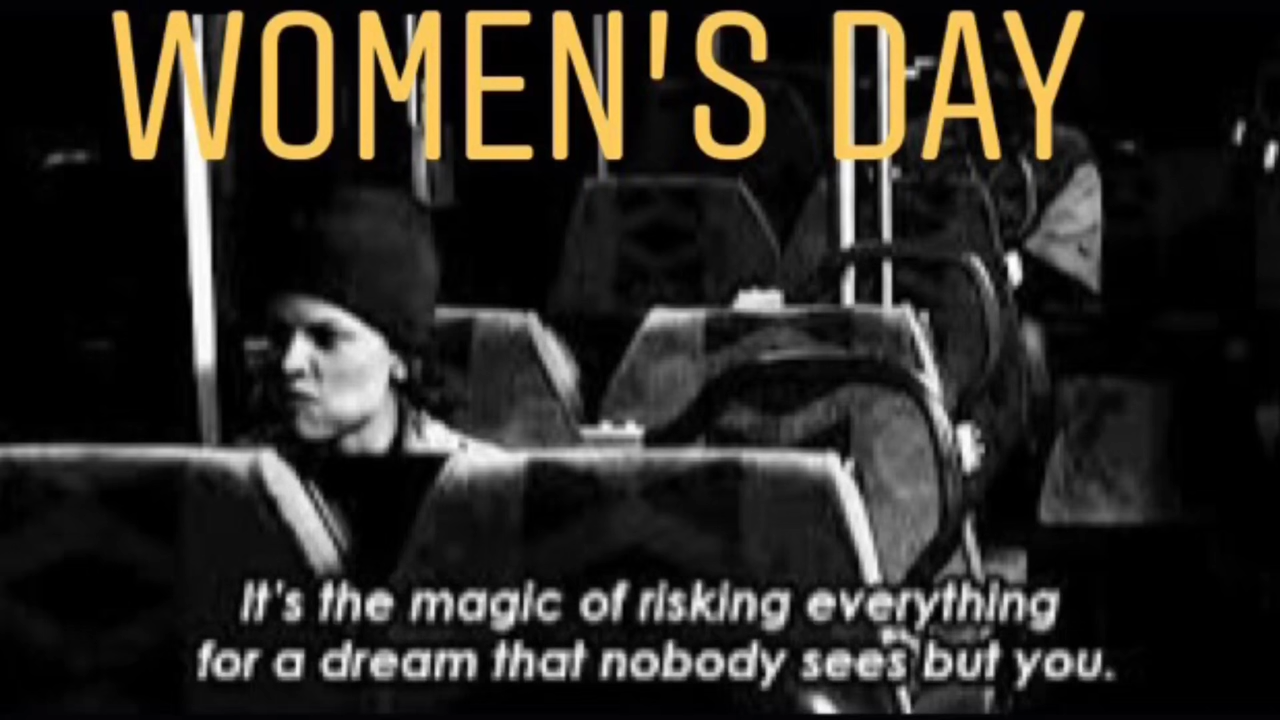 WOMEN'S DAY
It's the magic of risking everything
for a dream that nobody sees but you.